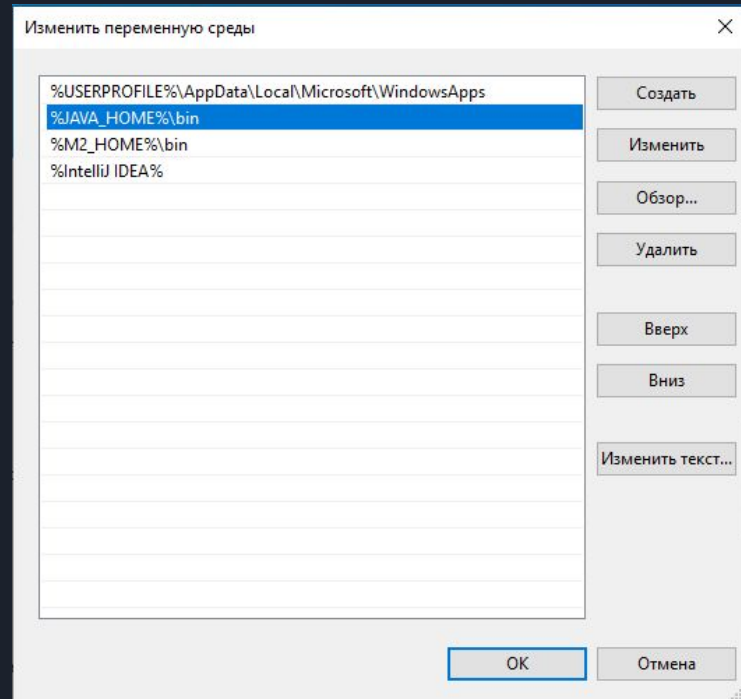 Изменить переменную среды
%USERPROFILE%\AppData\Local\Microsoft\WindowsApps
%JAVA_HOME%\bin
%M2_HOME%\bin
%IntelliJ IDEA%
Создать
Изменить
Обзор...
Удалить
Вверх
Вниз
Изменить текст...
ОК
Отмена